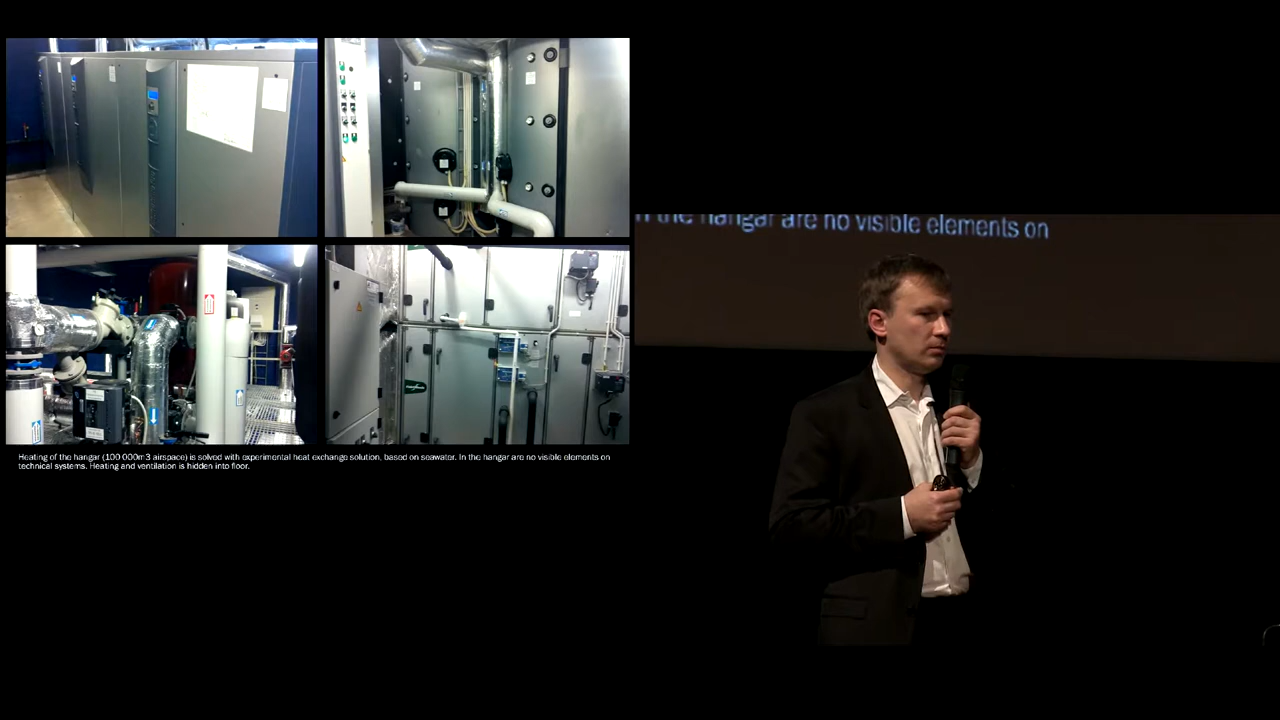 Heating of the hangar (100 000m3 airspace) is solved with experimental heat exchange solution, based on seawater. In the hangar are no visible elements on
technical systems. Heating and ventilation is hidden into floor.
the hangar are no visible elements on